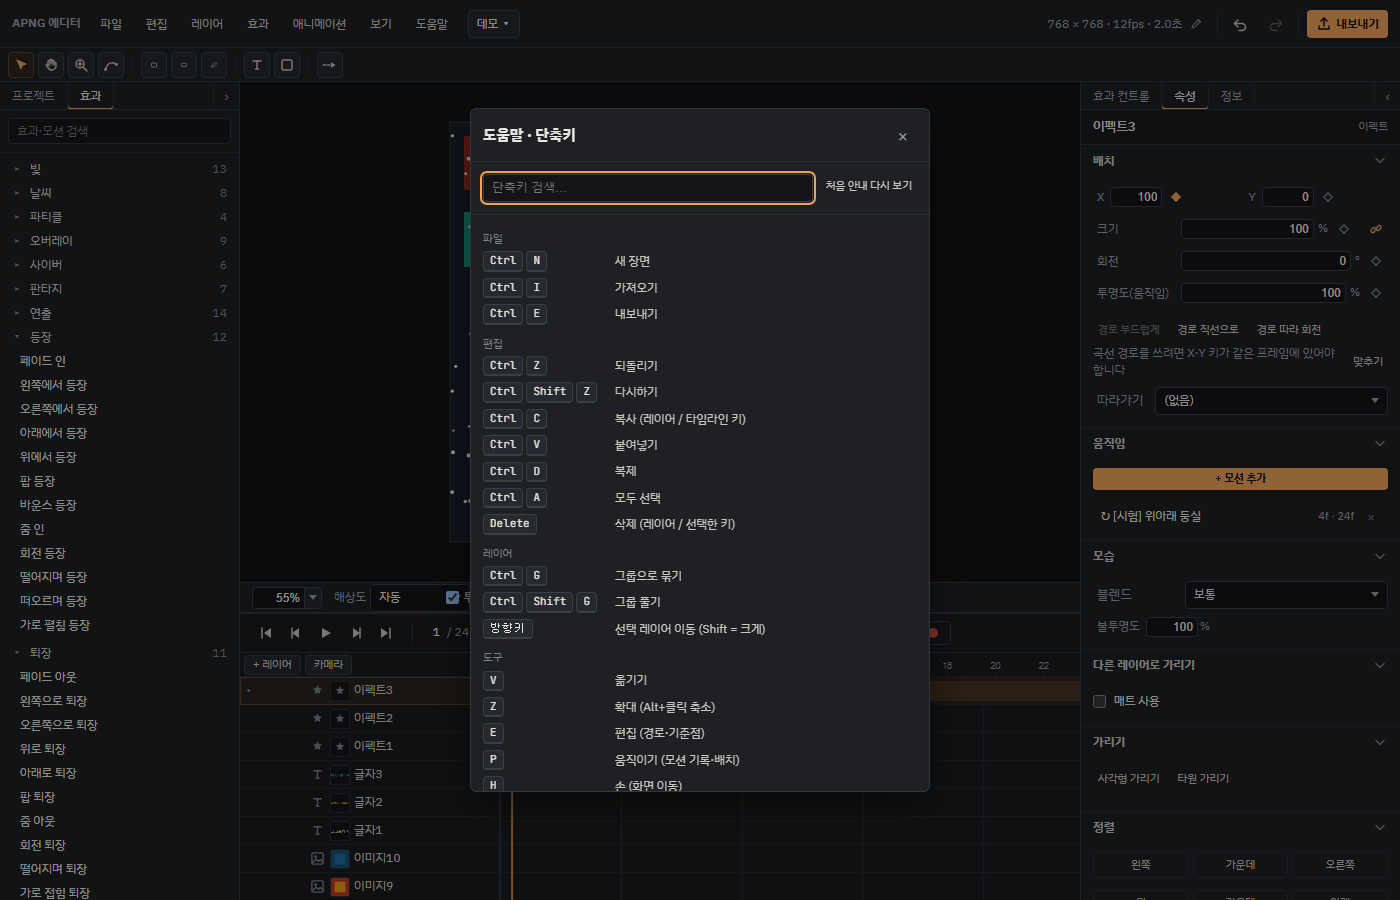 APNG 에디터 파일 편집 레이어 효과 애니메이션 보기 도움말 데모 768 × 768 · 12fps · 2.0초 내보내기
프로젝트 효과
효과·모션 검색
빛 13
날씨 8
파티클 4
오버레이 9
사이버 6
판타지 7
연출 14
등장 12
페이드 인
왼쪽에서 등장
오른쪽에서 등장
아래에서 등장
위에서 등장
팝 등장
바운스 등장
줌 인
회전 등장
떨어지며 등장
떠오르며 등장
가로 펼침 등장
퇴장 11
페이드 아웃
왼쪽으로 퇴장
오른쪽으로 퇴장
위로 퇴장
아래로 퇴장
팝 퇴장
줌 아웃
회전 퇴장
떨어지며 퇴장
가로 접힘 퇴장
도움말 · 단축키 ×
단축키 검색... 처음 안내 다시 보기
파일
Ctrl N 새 장면
Ctrl I 가져오기
Ctrl E 내보내기
편집
Ctrl Z 되돌리기
Ctrl Shift Z 다시하기
Ctrl C 복사 (레이어 / 타임라인 키)
Ctrl V 붙여넣기
Ctrl D 복제
Ctrl A 모두 선택
Delete 삭제 (레이어 / 선택한 키)
레이어
Ctrl G 그룹으로 묶기
Ctrl Shift G 그룹 풀기
방향키 선택 레이어 이동 (Shift = 크게)
도구
V 옮기기
Z 확대 (Alt+클릭 축소)
E 편집 (경로·기준점)
P 움직이기 (모션 기록·배치)
H 손 (화면 이동)
55% 해상도 자동
1 / 24
+ 레이어 카메라 18 20 22
이펙트3
이펙트2
이펙트1
T 글자3
T 글자2
T 글자1
이미지10
이미지9
효과 컨트롤 속성 정보
이펙트3 이펙트
배치
X 100 Y 0
크기 100 %
회전 0 °
투명도(움직임) 100 %
경로 부드럽게 경로 직선으로 경로 따라 회전
곡선 경로를 쓰려면 X·Y 키가 같은 프레임에 있어야
합니다 맞추기
따라가기 (없음)
움직임
+ 모션 추가
↻ [시험] 위아래 둥실 4f · 24f ×
모습
블렌드 보통
불투명도 100 %
다른 레이어로 가리기
매트 사용
가리기
사각형 가리기 타원 가리기
정렬
왼쪽 가운데 오른쪽